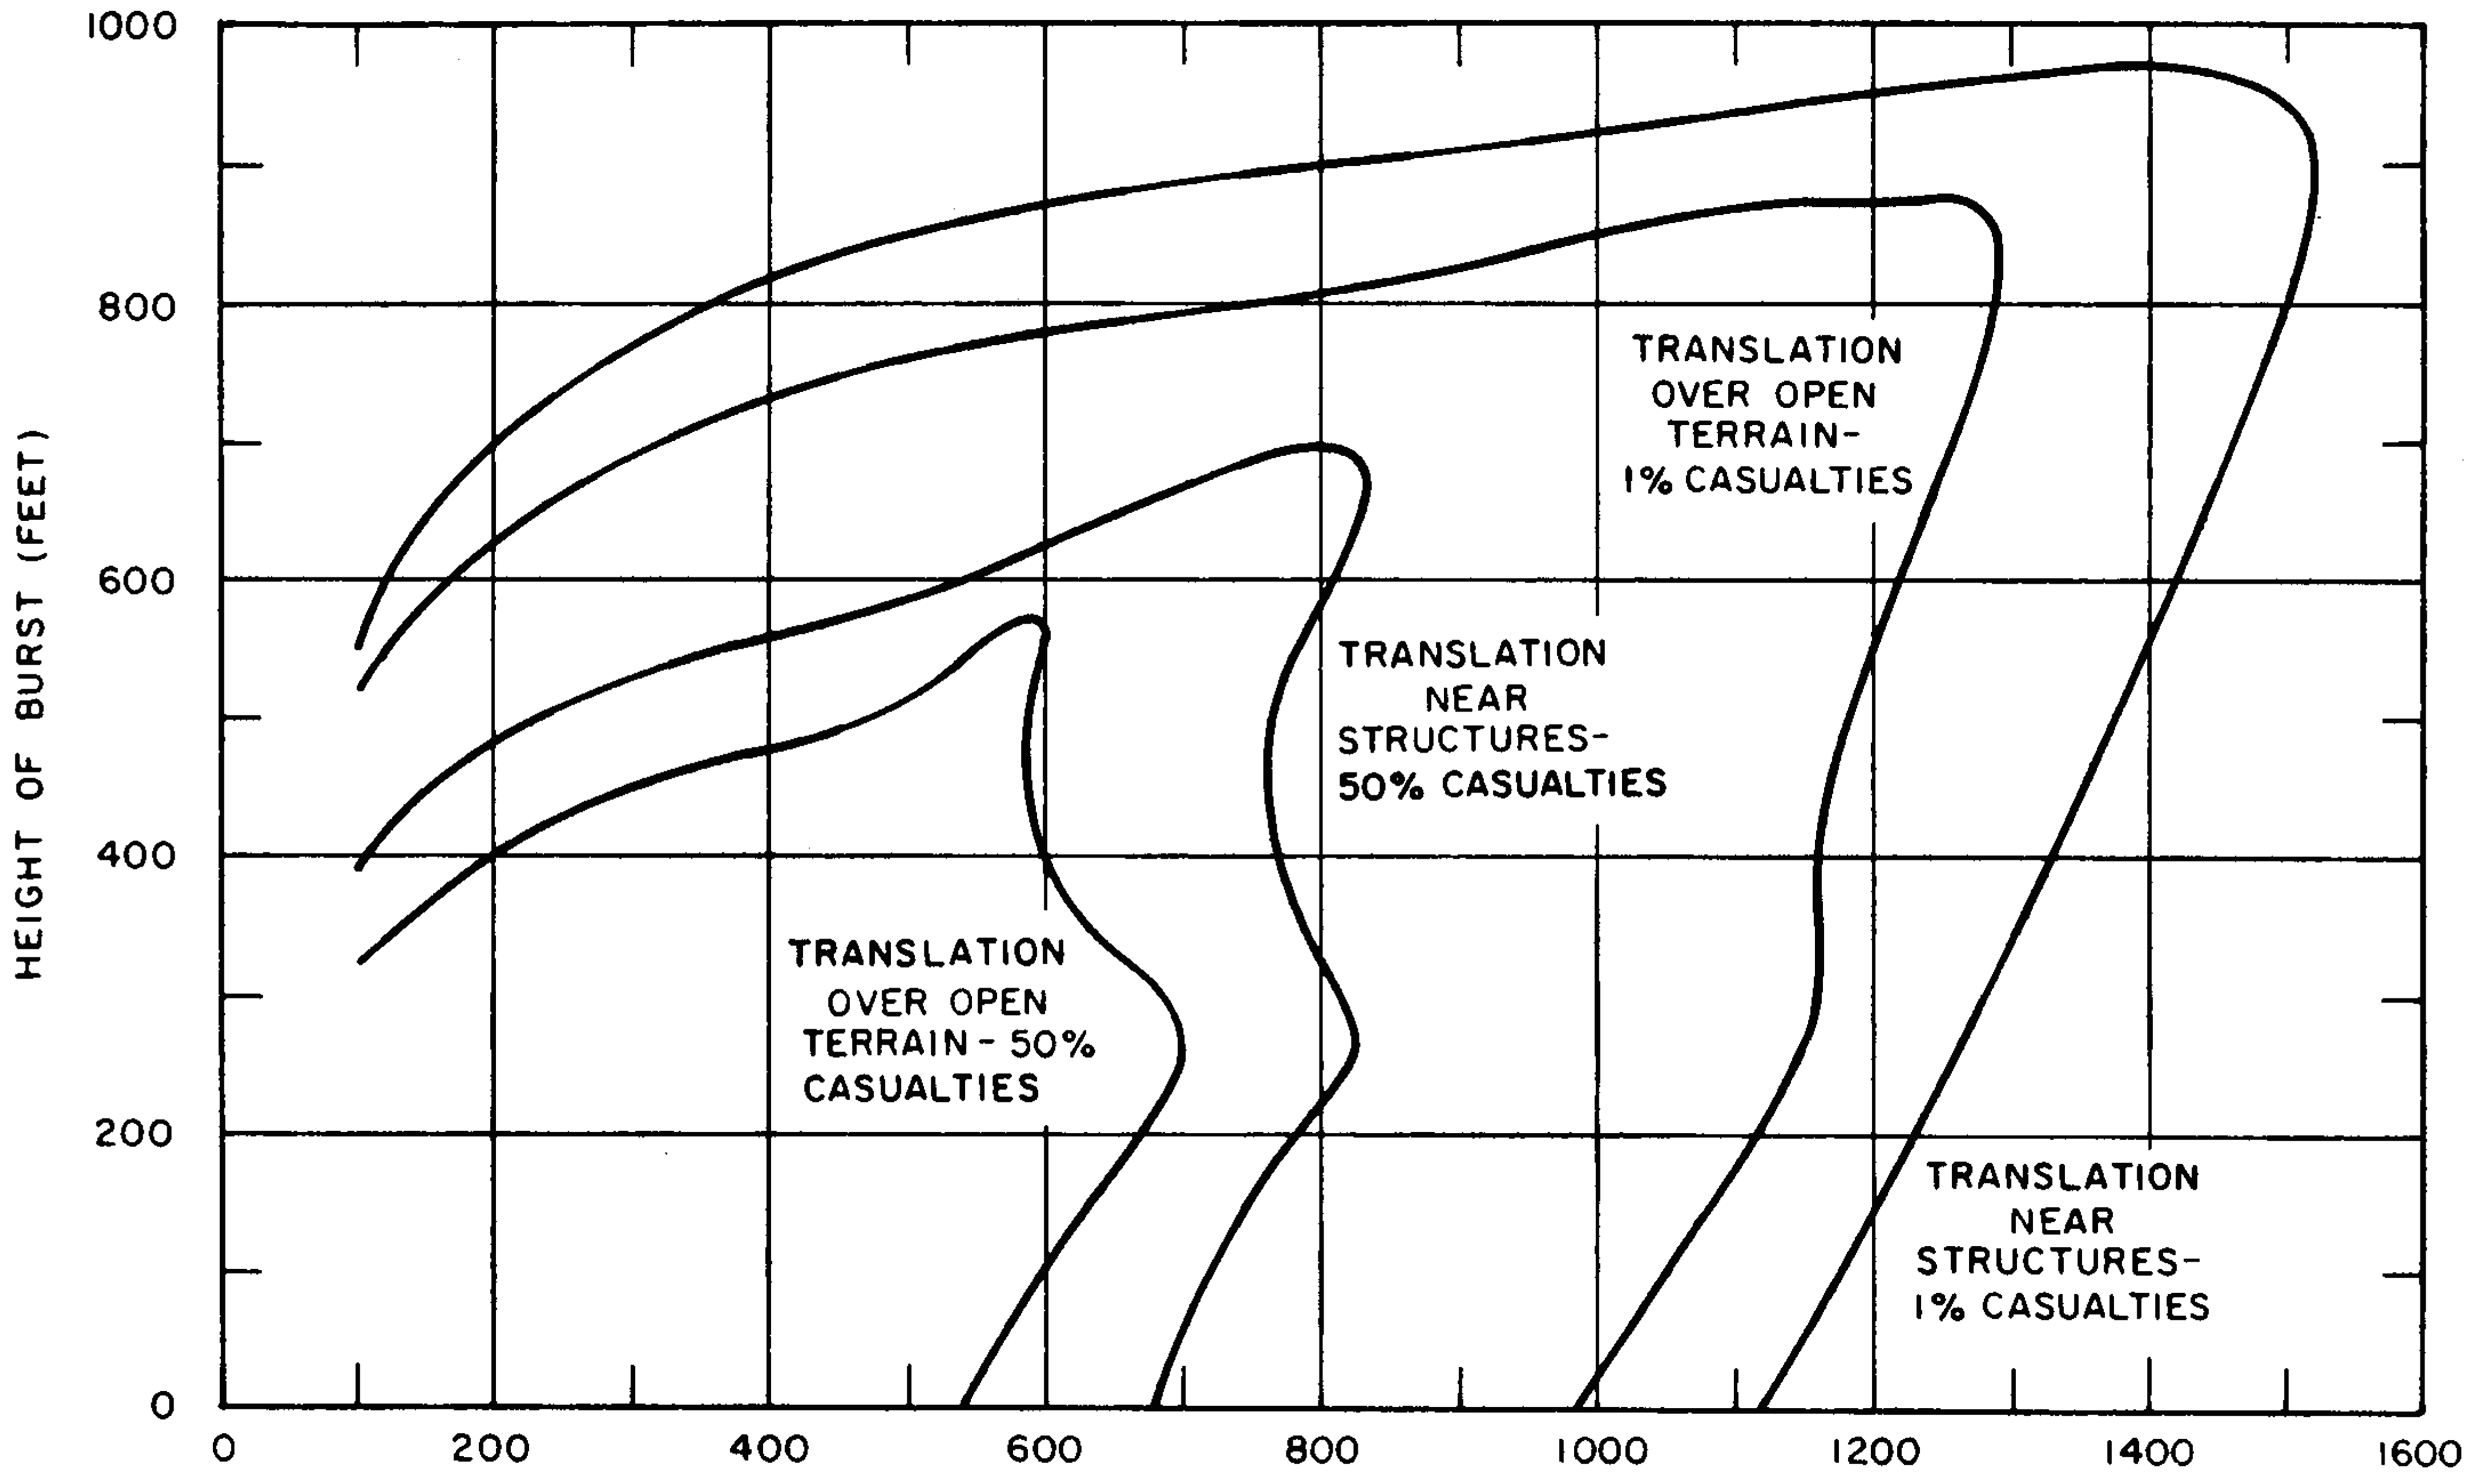 1000
800
600
400
200
0
HEIGHT OF BURST (FEET)
TRANSLATION
OVER OPEN
TERRAIN-
1% CASUALTIES
TRANSLATION
NEAR
STRUCTURES-
50% CASUALTIES
TRANSLATION
OVER OPEN
TERRAIN - 50%
CASUALTIES
TRANSLATION
NEAR
STRUCTURES-
1% CASUALTIES
0 200 400 600 800 1000 1200 1400 1600